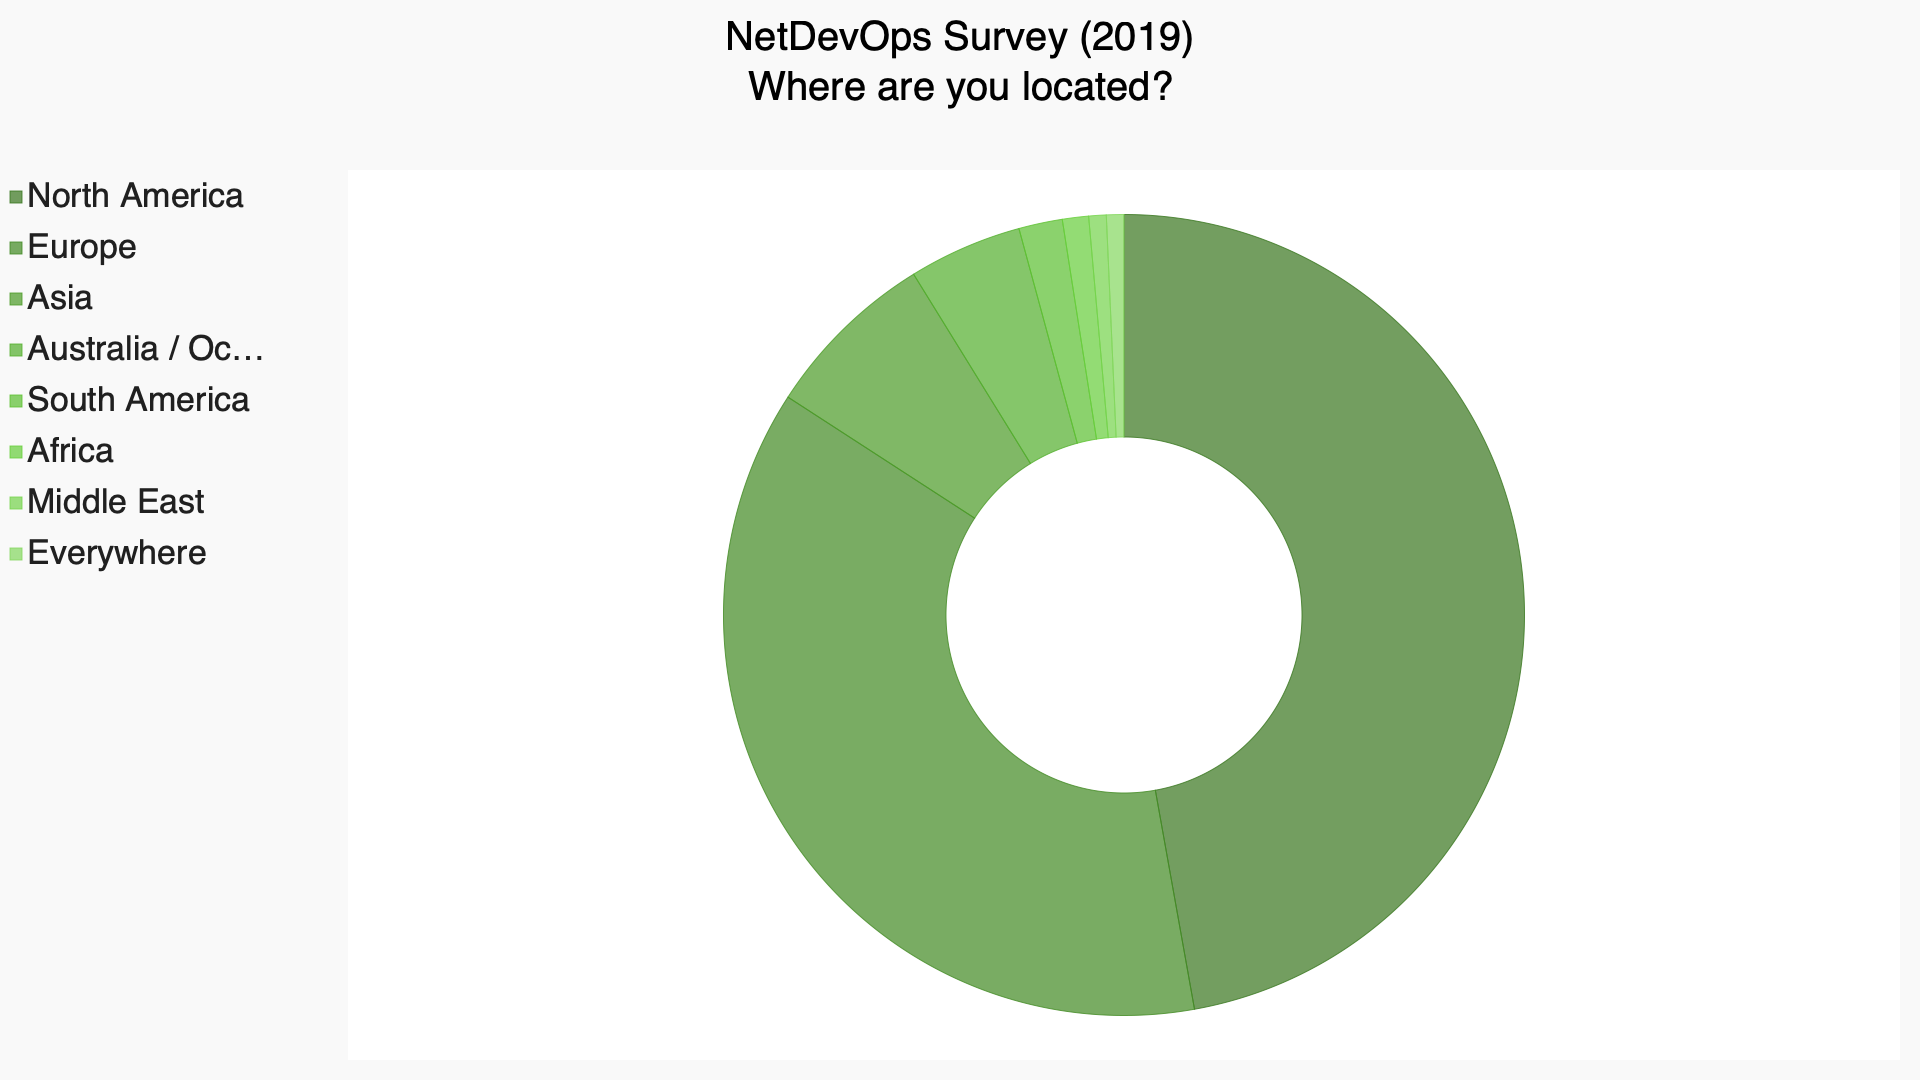 NetDevOps Survey (2019)
Where are you located?
North America
Europe
Asia
Australia / Oc…
South America
Africa
Middle East
Everywhere